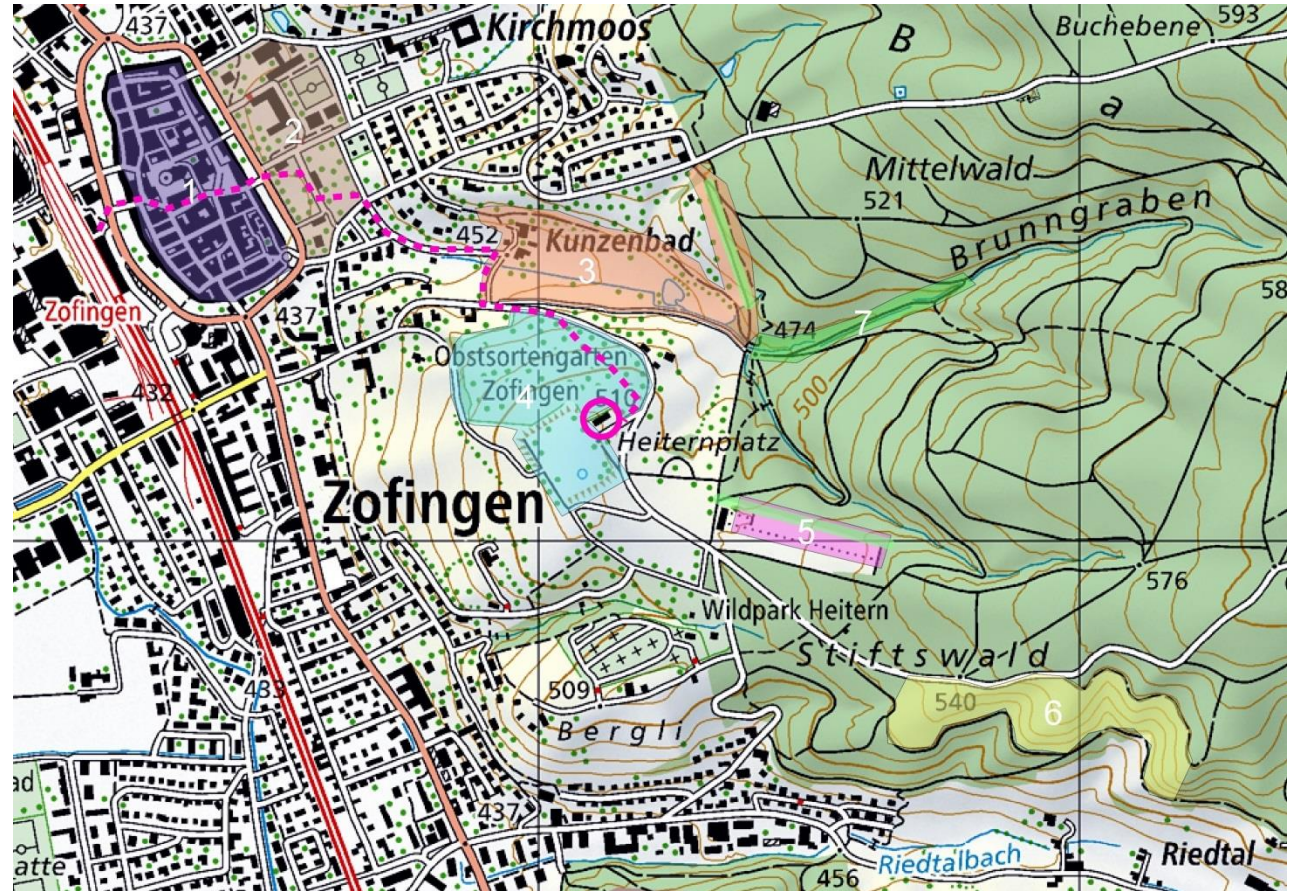 437
Kirchmoos
Buchebene
593
B
a
2
Mittelwald
521
1
Brunngraben
452
Kunzenbad
3
58
Zofingen
437
474
7
Obstsortengarten
Zofingen
4
510
432
500
Heiternplatz
Zofingen
5
576
Wildpark Heitern
Stiftswald
433
509
540
6
Bergli
ad
437
Riedtalbach
Riedtal
atte
456